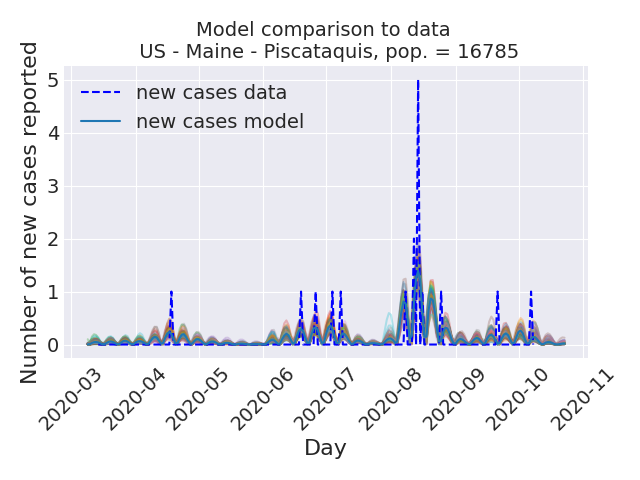 Model comparison to data
US - Maine - Piscataquis, pop. = 16785
Number of new cases reported
5
4
3
2
1
0
new cases data
new cases model
2020-03
2020-04
2020-05
2020-06
2020-07
2020-08
2020-09
2020-10
2020-11
Day